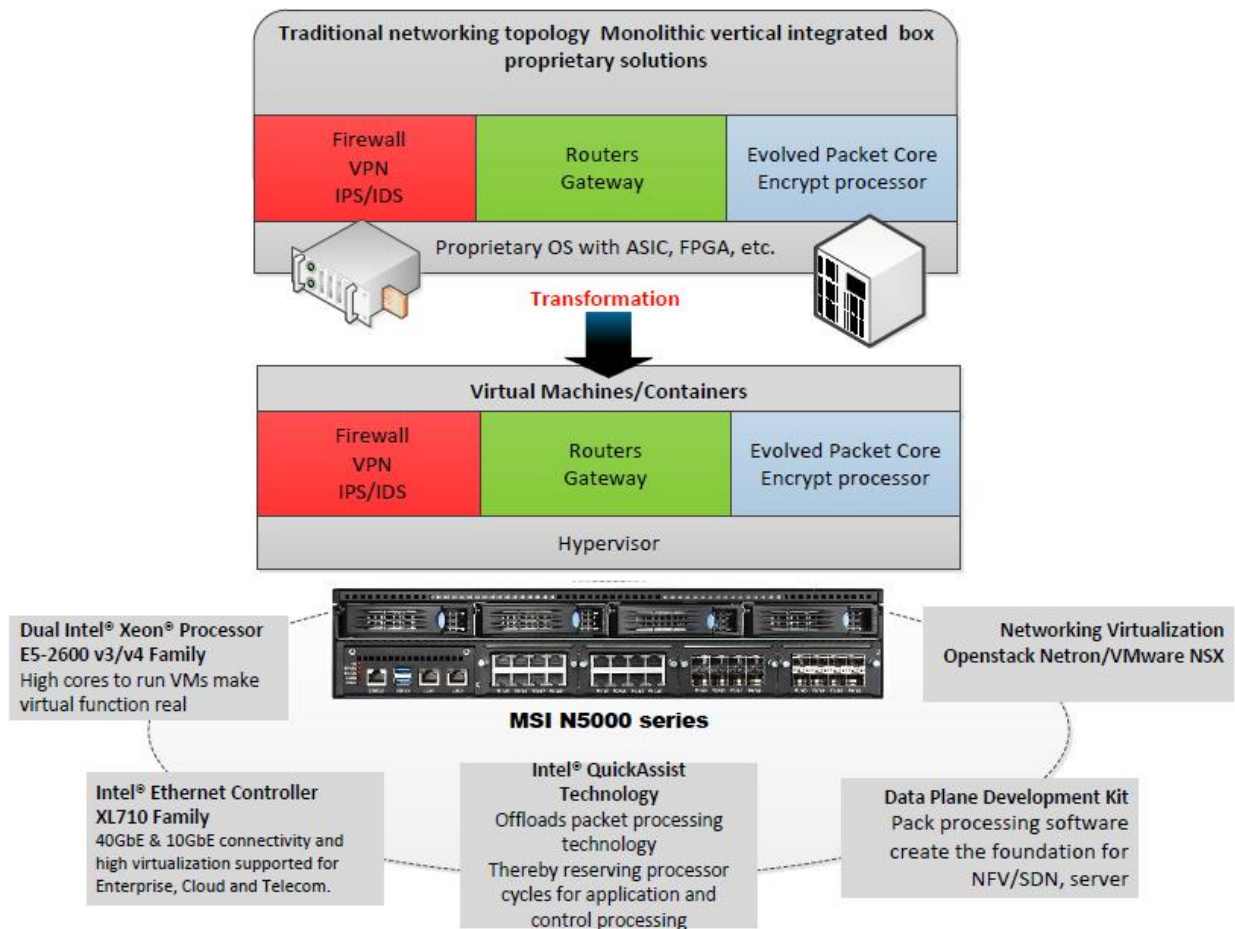 Traditional networking topology Monolithic vertical integrated box
proprietary solutions
Firewall
VPN
IPS/IDS
Routers
Gateway
Evolved Packet Core
Encrypt processor
Proprietary OS with ASIC, FPGA, etc.
Transformation
Virtual Machines/Containers
Firewall
VPN
IPS/IDS
Routers
Gateway
Evolved Packet Core
Encrypt processor
Hypervisor
Dual Intel® Xeon® Processor
E5-2600 v3/v4 Family
High cores to run VMs make
virtual function real
Networking Virtualization
Openstack Netron/VMware NSX
MSI N5000 series
Intel® Ethernet Controller
XL710 Family
40GbE & 10GbE connectivity and
high virtualization supported for
Enterprise, Cloud and Telecom.
Intel® QuickAssist
Technology
Offloads packet processing
technology
Thereby reserving processor
cycles for application and
control processing
Data Plane Development Kit
Pack processing software
create the foundation for
NFV/SDN, server